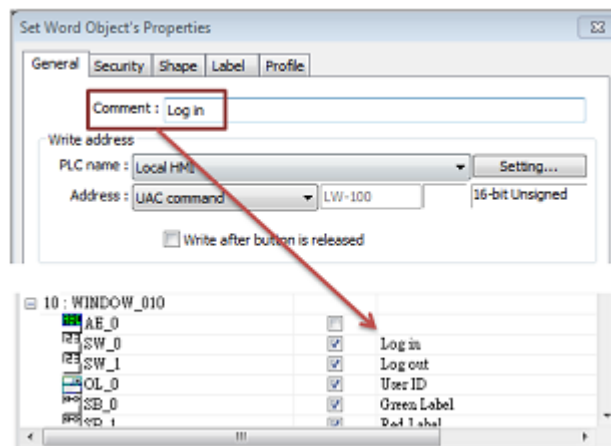 Set Word Object's Properties
General Security Shape Label Profile
Comment : Log in
Write address
PLC name : Local HMI Setting...
Address : UAC command LW-100 16-bit Unsigned
Write after button is released
10 : WINDOW_010
AE_0
SW_0 Log in
SW_1 Log out
OL_0 User ID
SB_0 Green Label
SB_1 Red Label